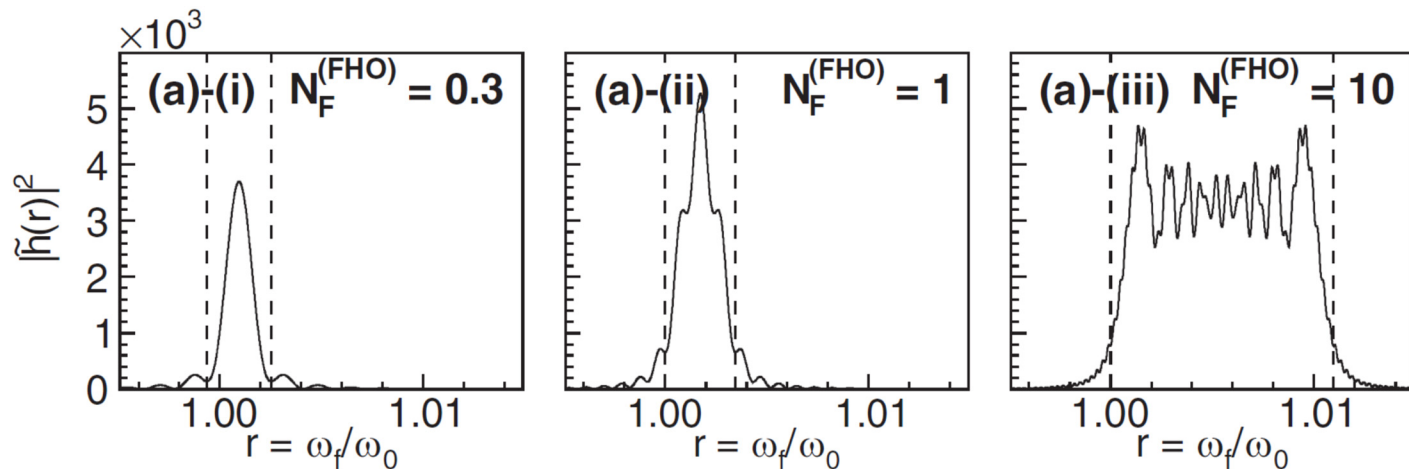 ×10³
(a)-(i) N_F^(FHO) = 0.3
(a)-(ii) N_F^(FHO) = 1
(a)-(iii) N_F^(FHO) = 10
|h̃(r)|²
5
4
3
2
1
0
1.00 1.01
1.00 1.01
1.00 1.01
r = ω_f/ω_0
r = ω_f/ω_0
r = ω_f/ω_0